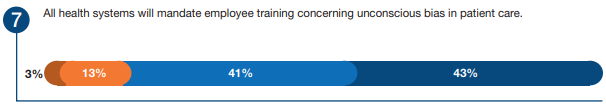 7 All health systems will mandate employee training concerning unconscious bias in patient care.
3% 13% 41% 43%